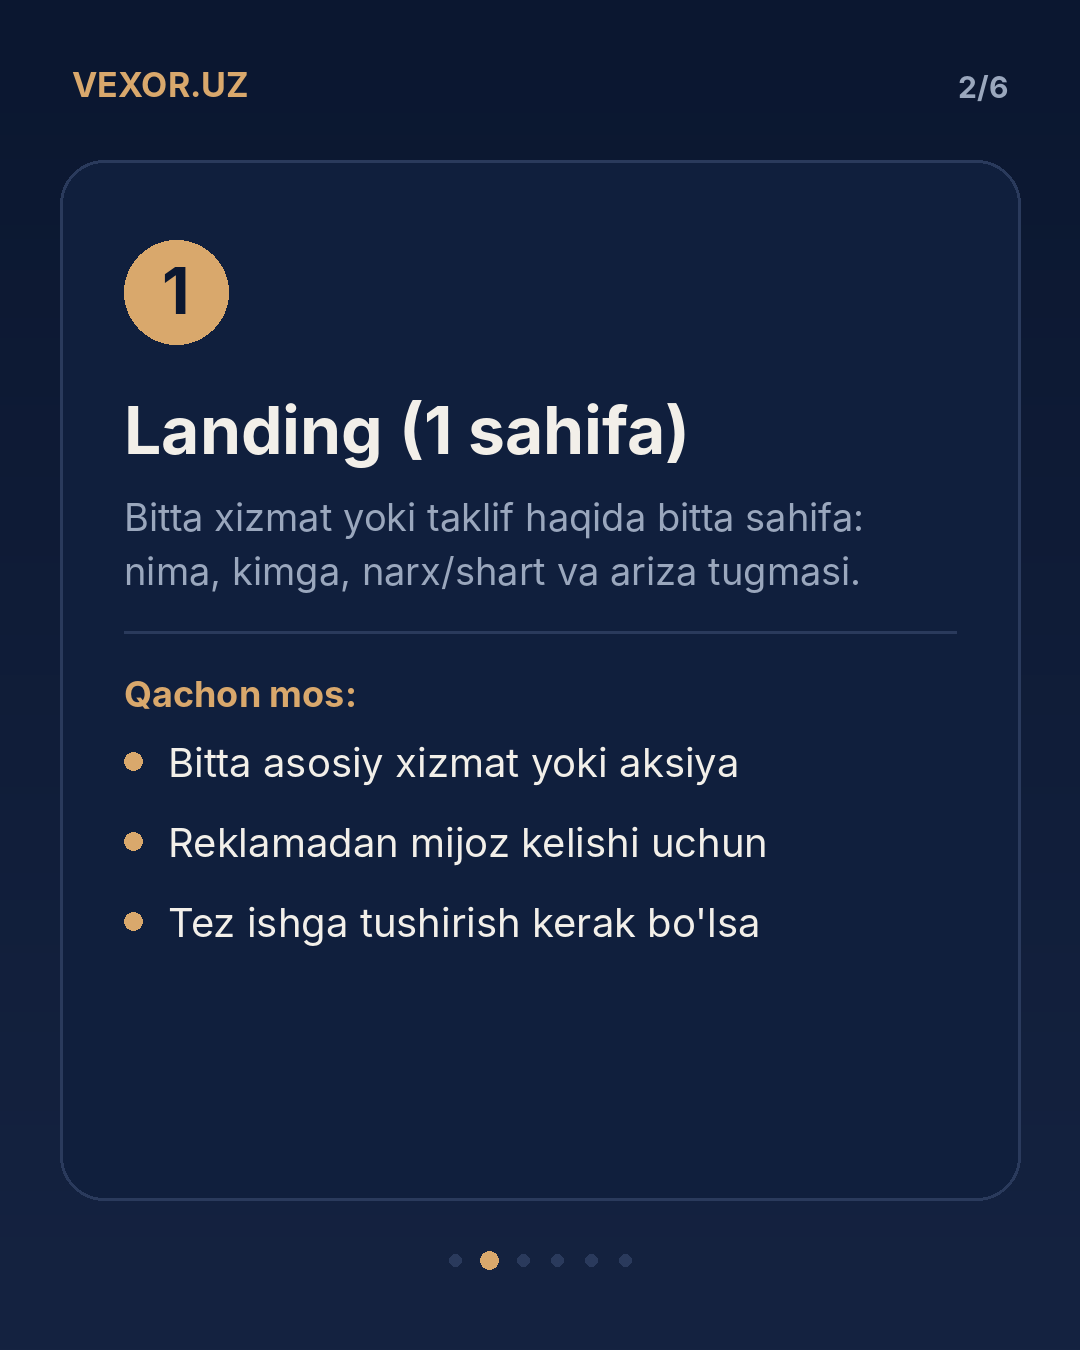 VEXOR.UZ
2/6
1
Landing (1 sahifa)
Bitta xizmat yoki taklif haqida bitta sahifa:
nima, kimga, narx/shart va ariza tugmasi.
Qachon mos:
Bitta asosiy xizmat yoki aksiya
Reklamadan mijoz kelishi uchun
Tez ishga tushirish kerak bo'lsa